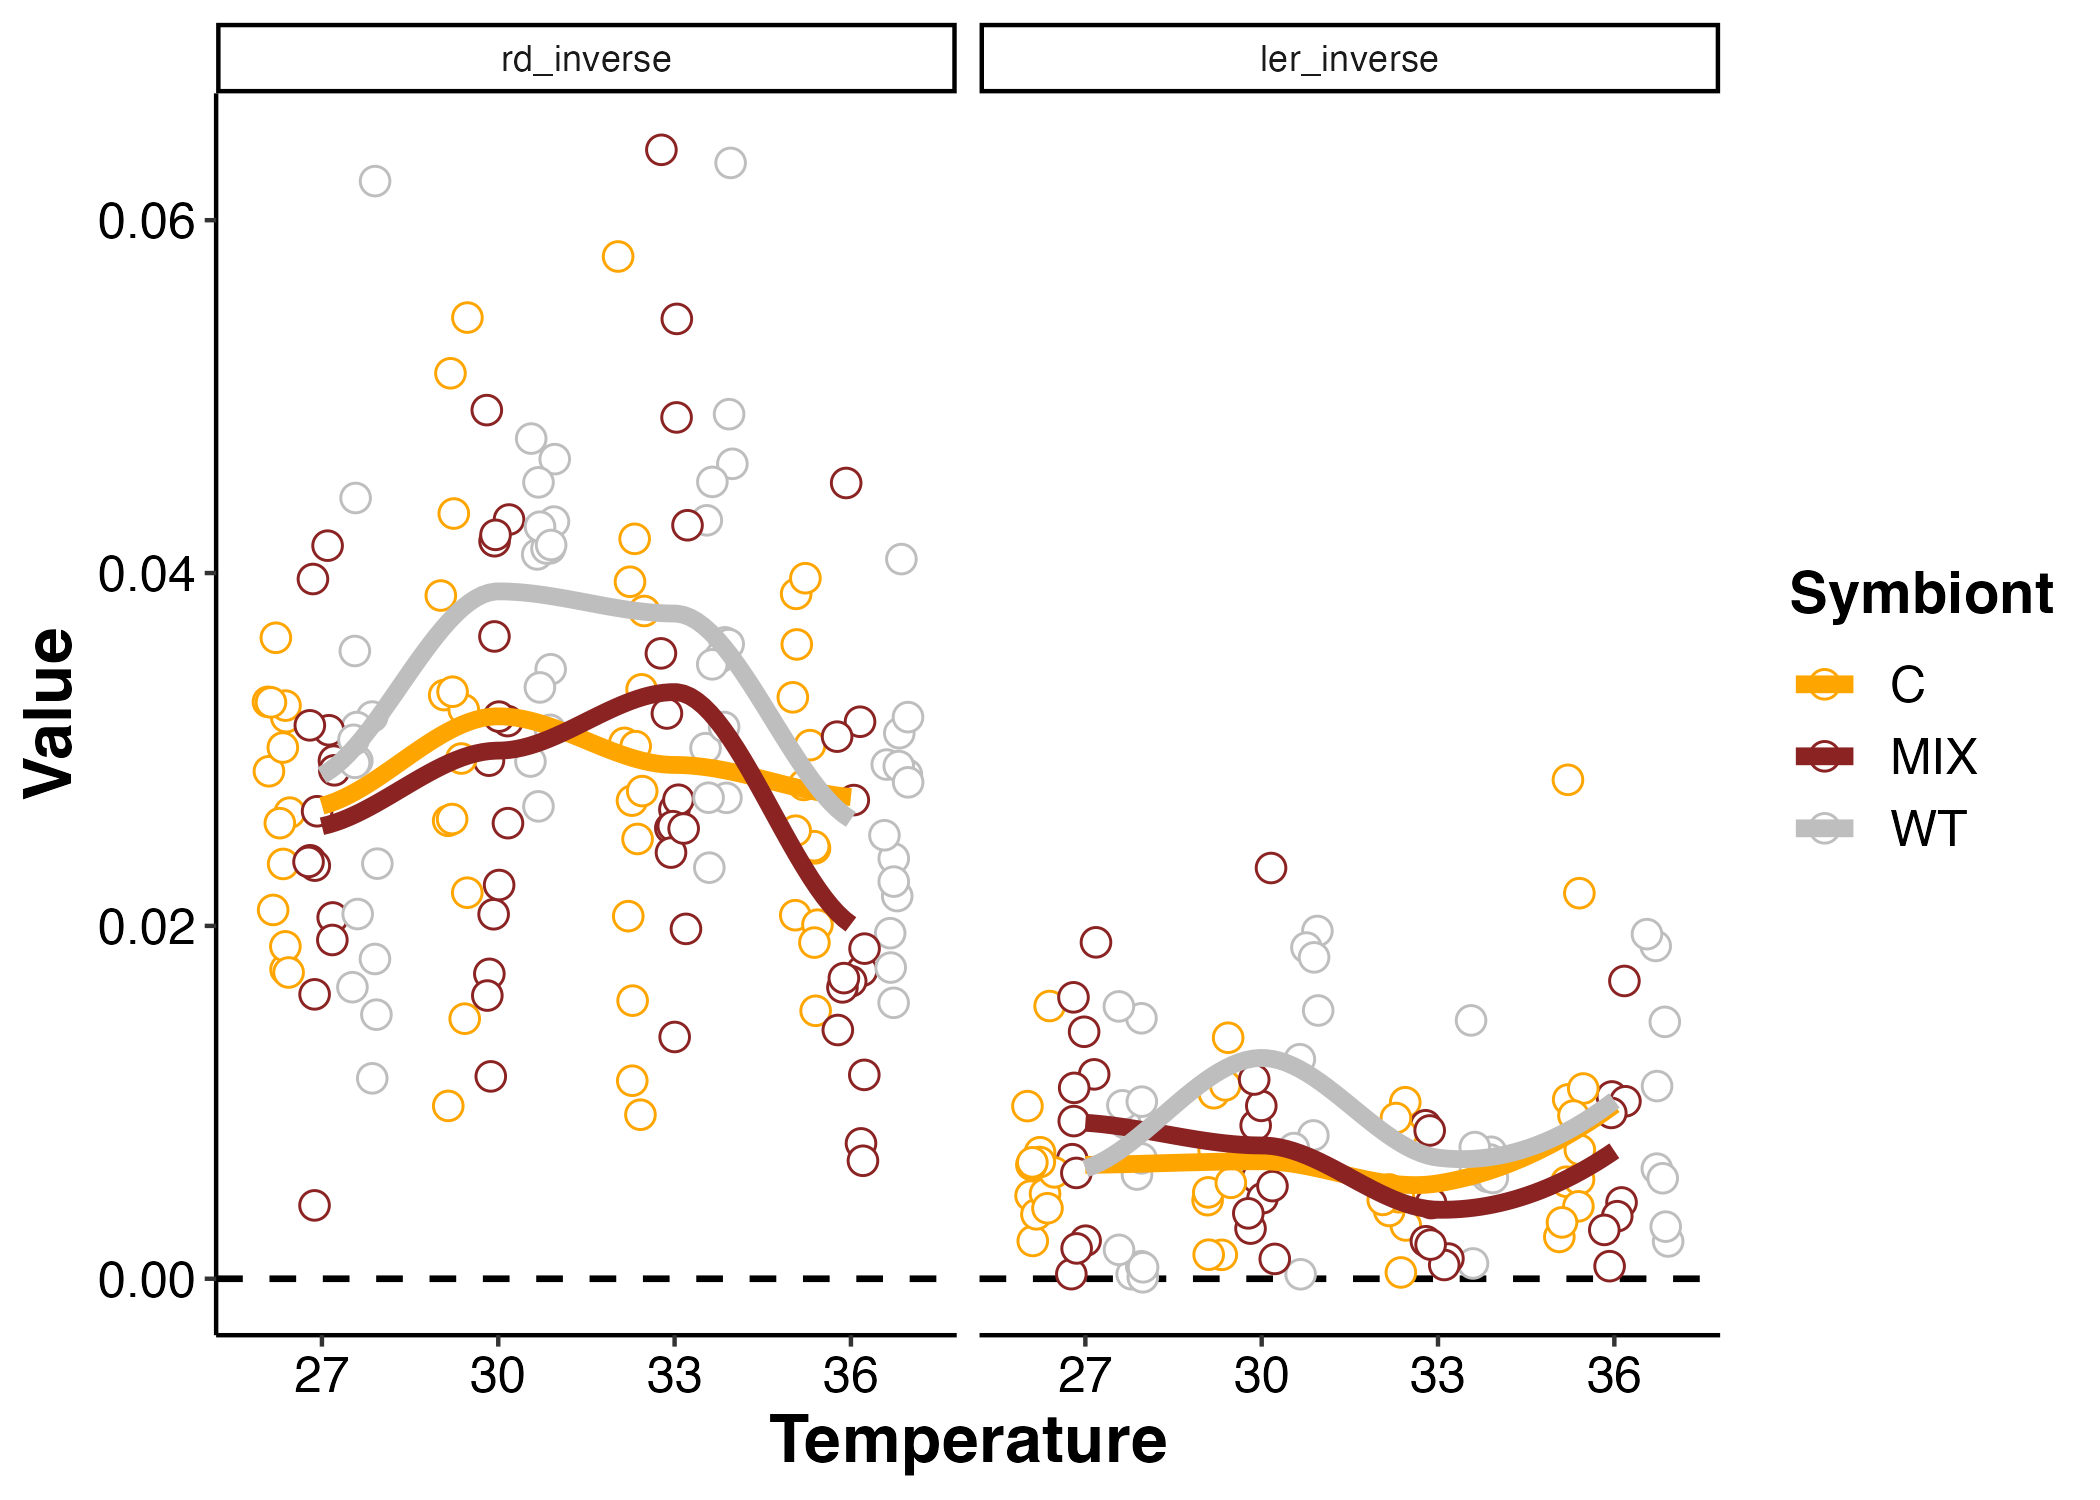 rd_inverse
ler_inverse
Value
0.06
0.04
0.02
0.00
27 30 33 36
27 30 33 36
Temperature
Symbiont
C
MIX
WT